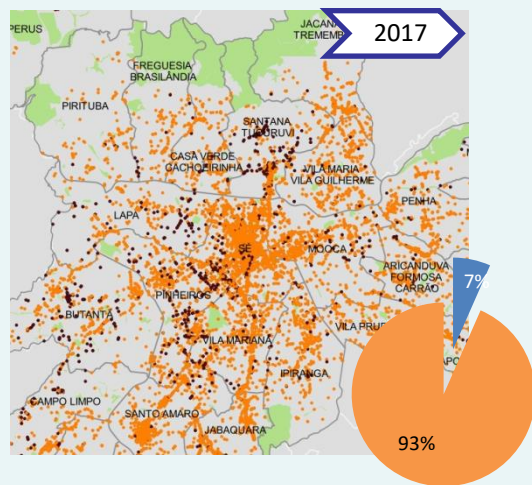 PERUS
JACANÃ
TREMEMB
2017
FREGUESIA
BRASILÂNDIA
PIRITUBA
SANTANA
TUCURUVI
CASA VERDE
CACHOEIRINHA
VILA MARIA
VILA GUILHERME
PENHA
LAPA
SÉ
MOOCA
ARICANDUVA
FORMOSA
CARRÃO
7%
PINHEIROS
BUTANTÃ
VILA PRUD
VILA MARIANA
APO
IPIRANGA
CAMPO LIMPO
SANTO AMARO
JABAQUARA
93%